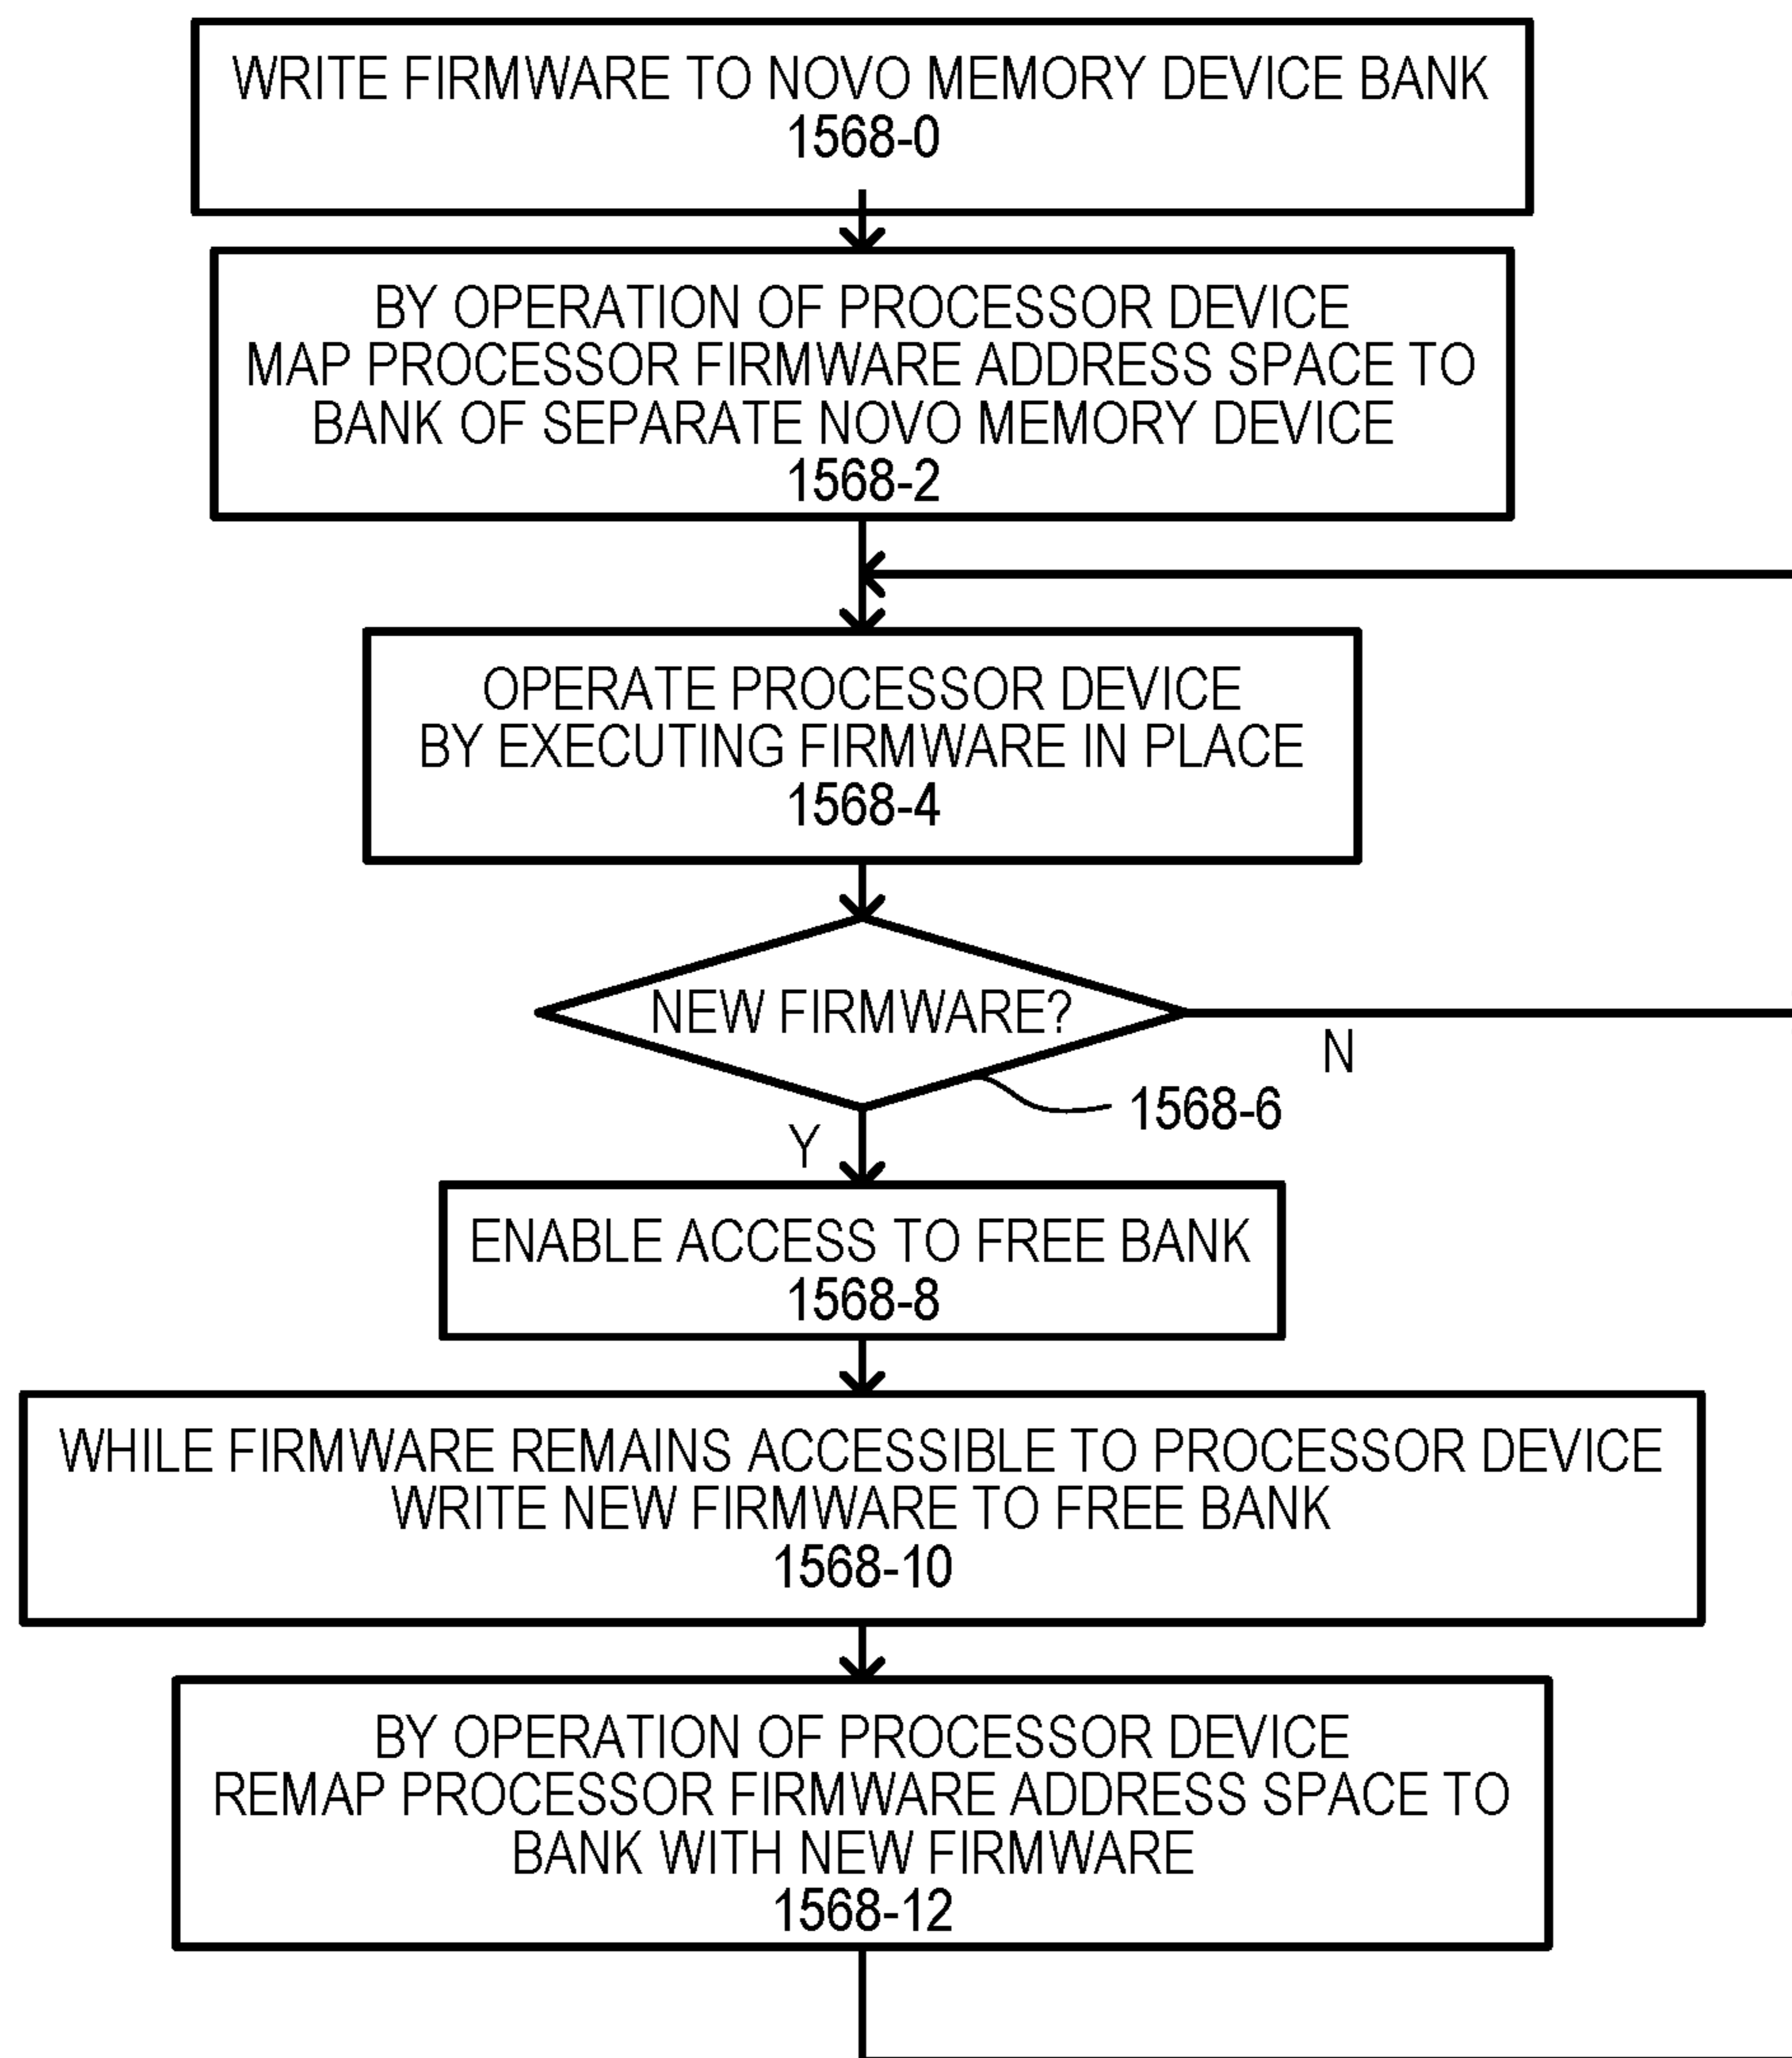 WRITE FIRMWARE TO NOVO MEMORY DEVICE BANK
1568-0
BY OPERATION OF PROCESSOR DEVICE
MAP PROCESSOR FIRMWARE ADDRESS SPACE TO
BANK OF SEPARATE NOVO MEMORY DEVICE
1568-2
OPERATE PROCESSOR DEVICE
BY EXECUTING FIRMWARE IN PLACE
1568-4
NEW FIRMWARE?
N
1568-6
Y
ENABLE ACCESS TO FREE BANK
1568-8
WHILE FIRMWARE REMAINS ACCESSIBLE TO PROCESSOR DEVICE
WRITE NEW FIRMWARE TO FREE BANK
1568-10
BY OPERATION OF PROCESSOR DEVICE
REMAP PROCESSOR FIRMWARE ADDRESS SPACE TO
BANK WITH NEW FIRMWARE
1568-12